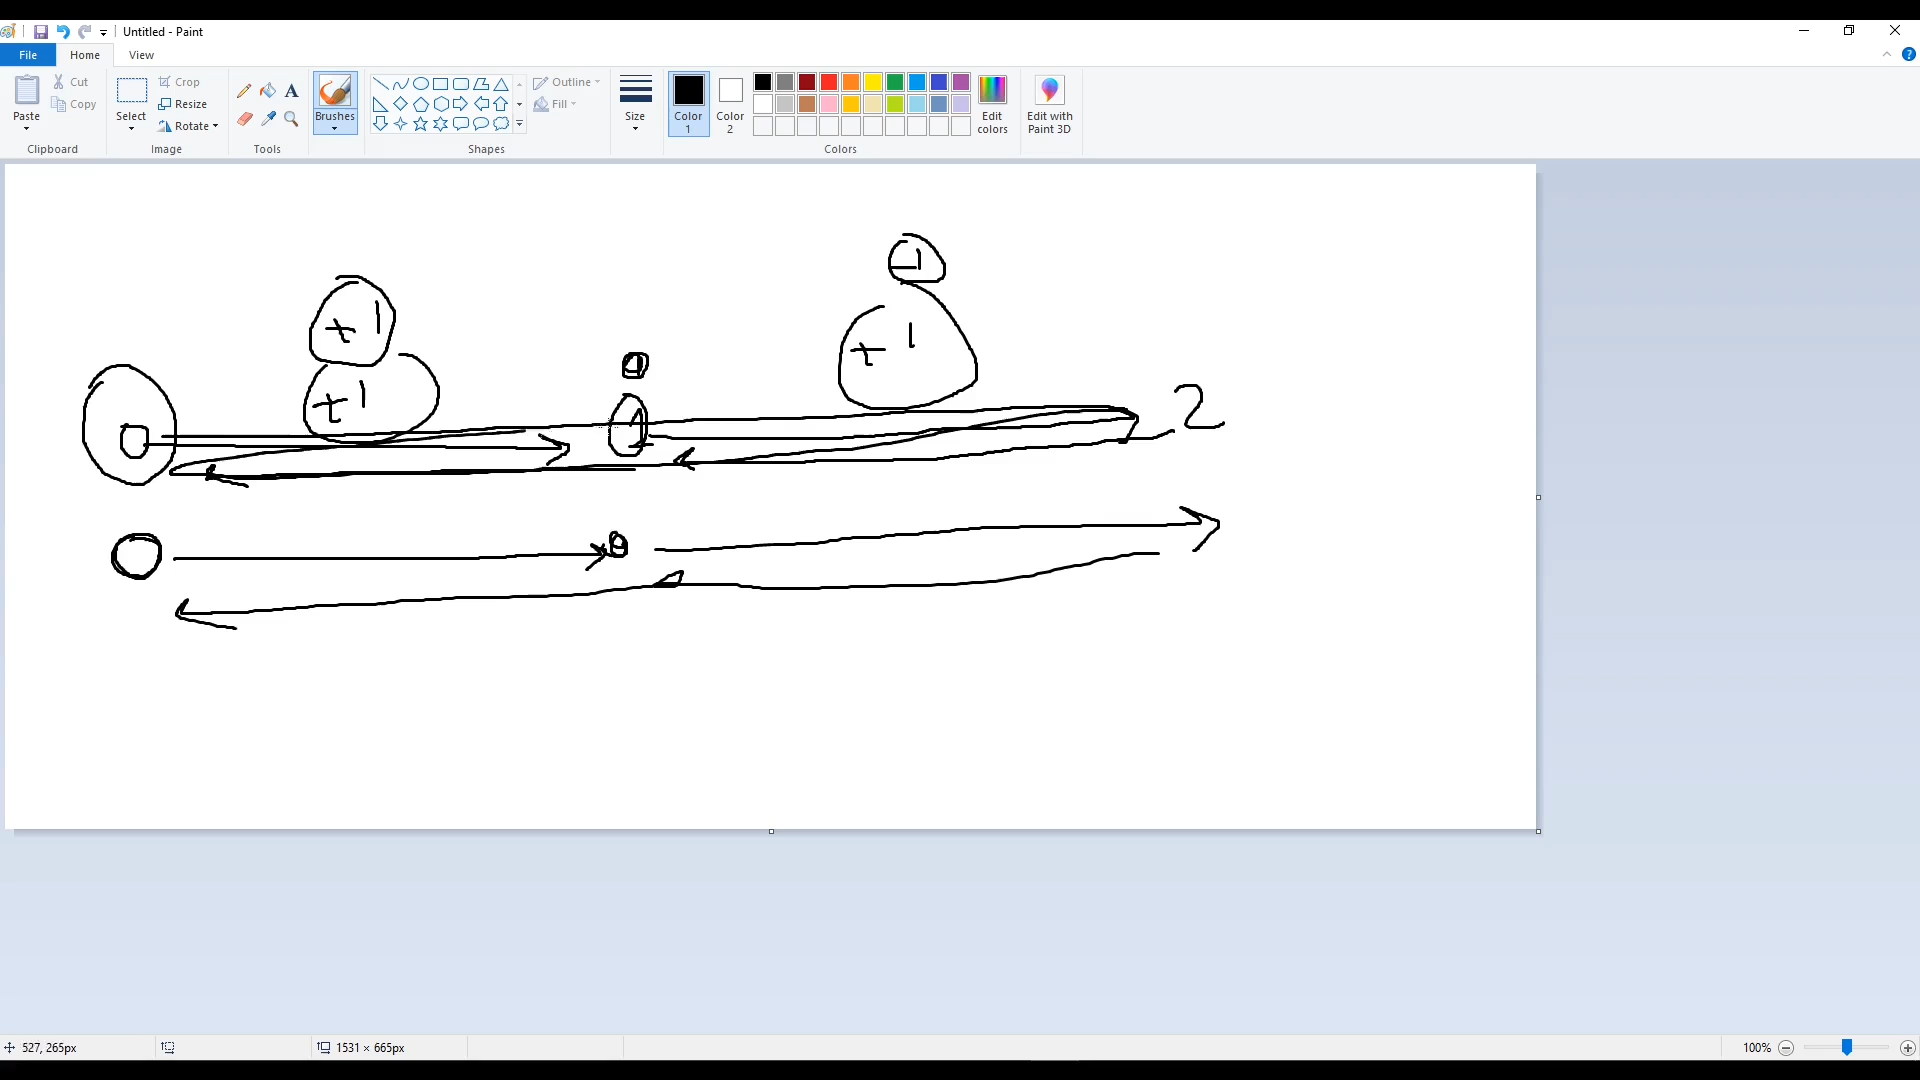 Untitled - Paint
File Home View
Cut
Copy
Paste
Clipboard
Crop
Resize
Rotate
Select
Image
Tools
Brushes
Shapes
Outline
Fill
Size
Color 1
Color 2
Edit colors
Edit with Paint 3D
Colors
-1
+1
+1
+1
1
2
527, 265px
1531 × 665px
100%